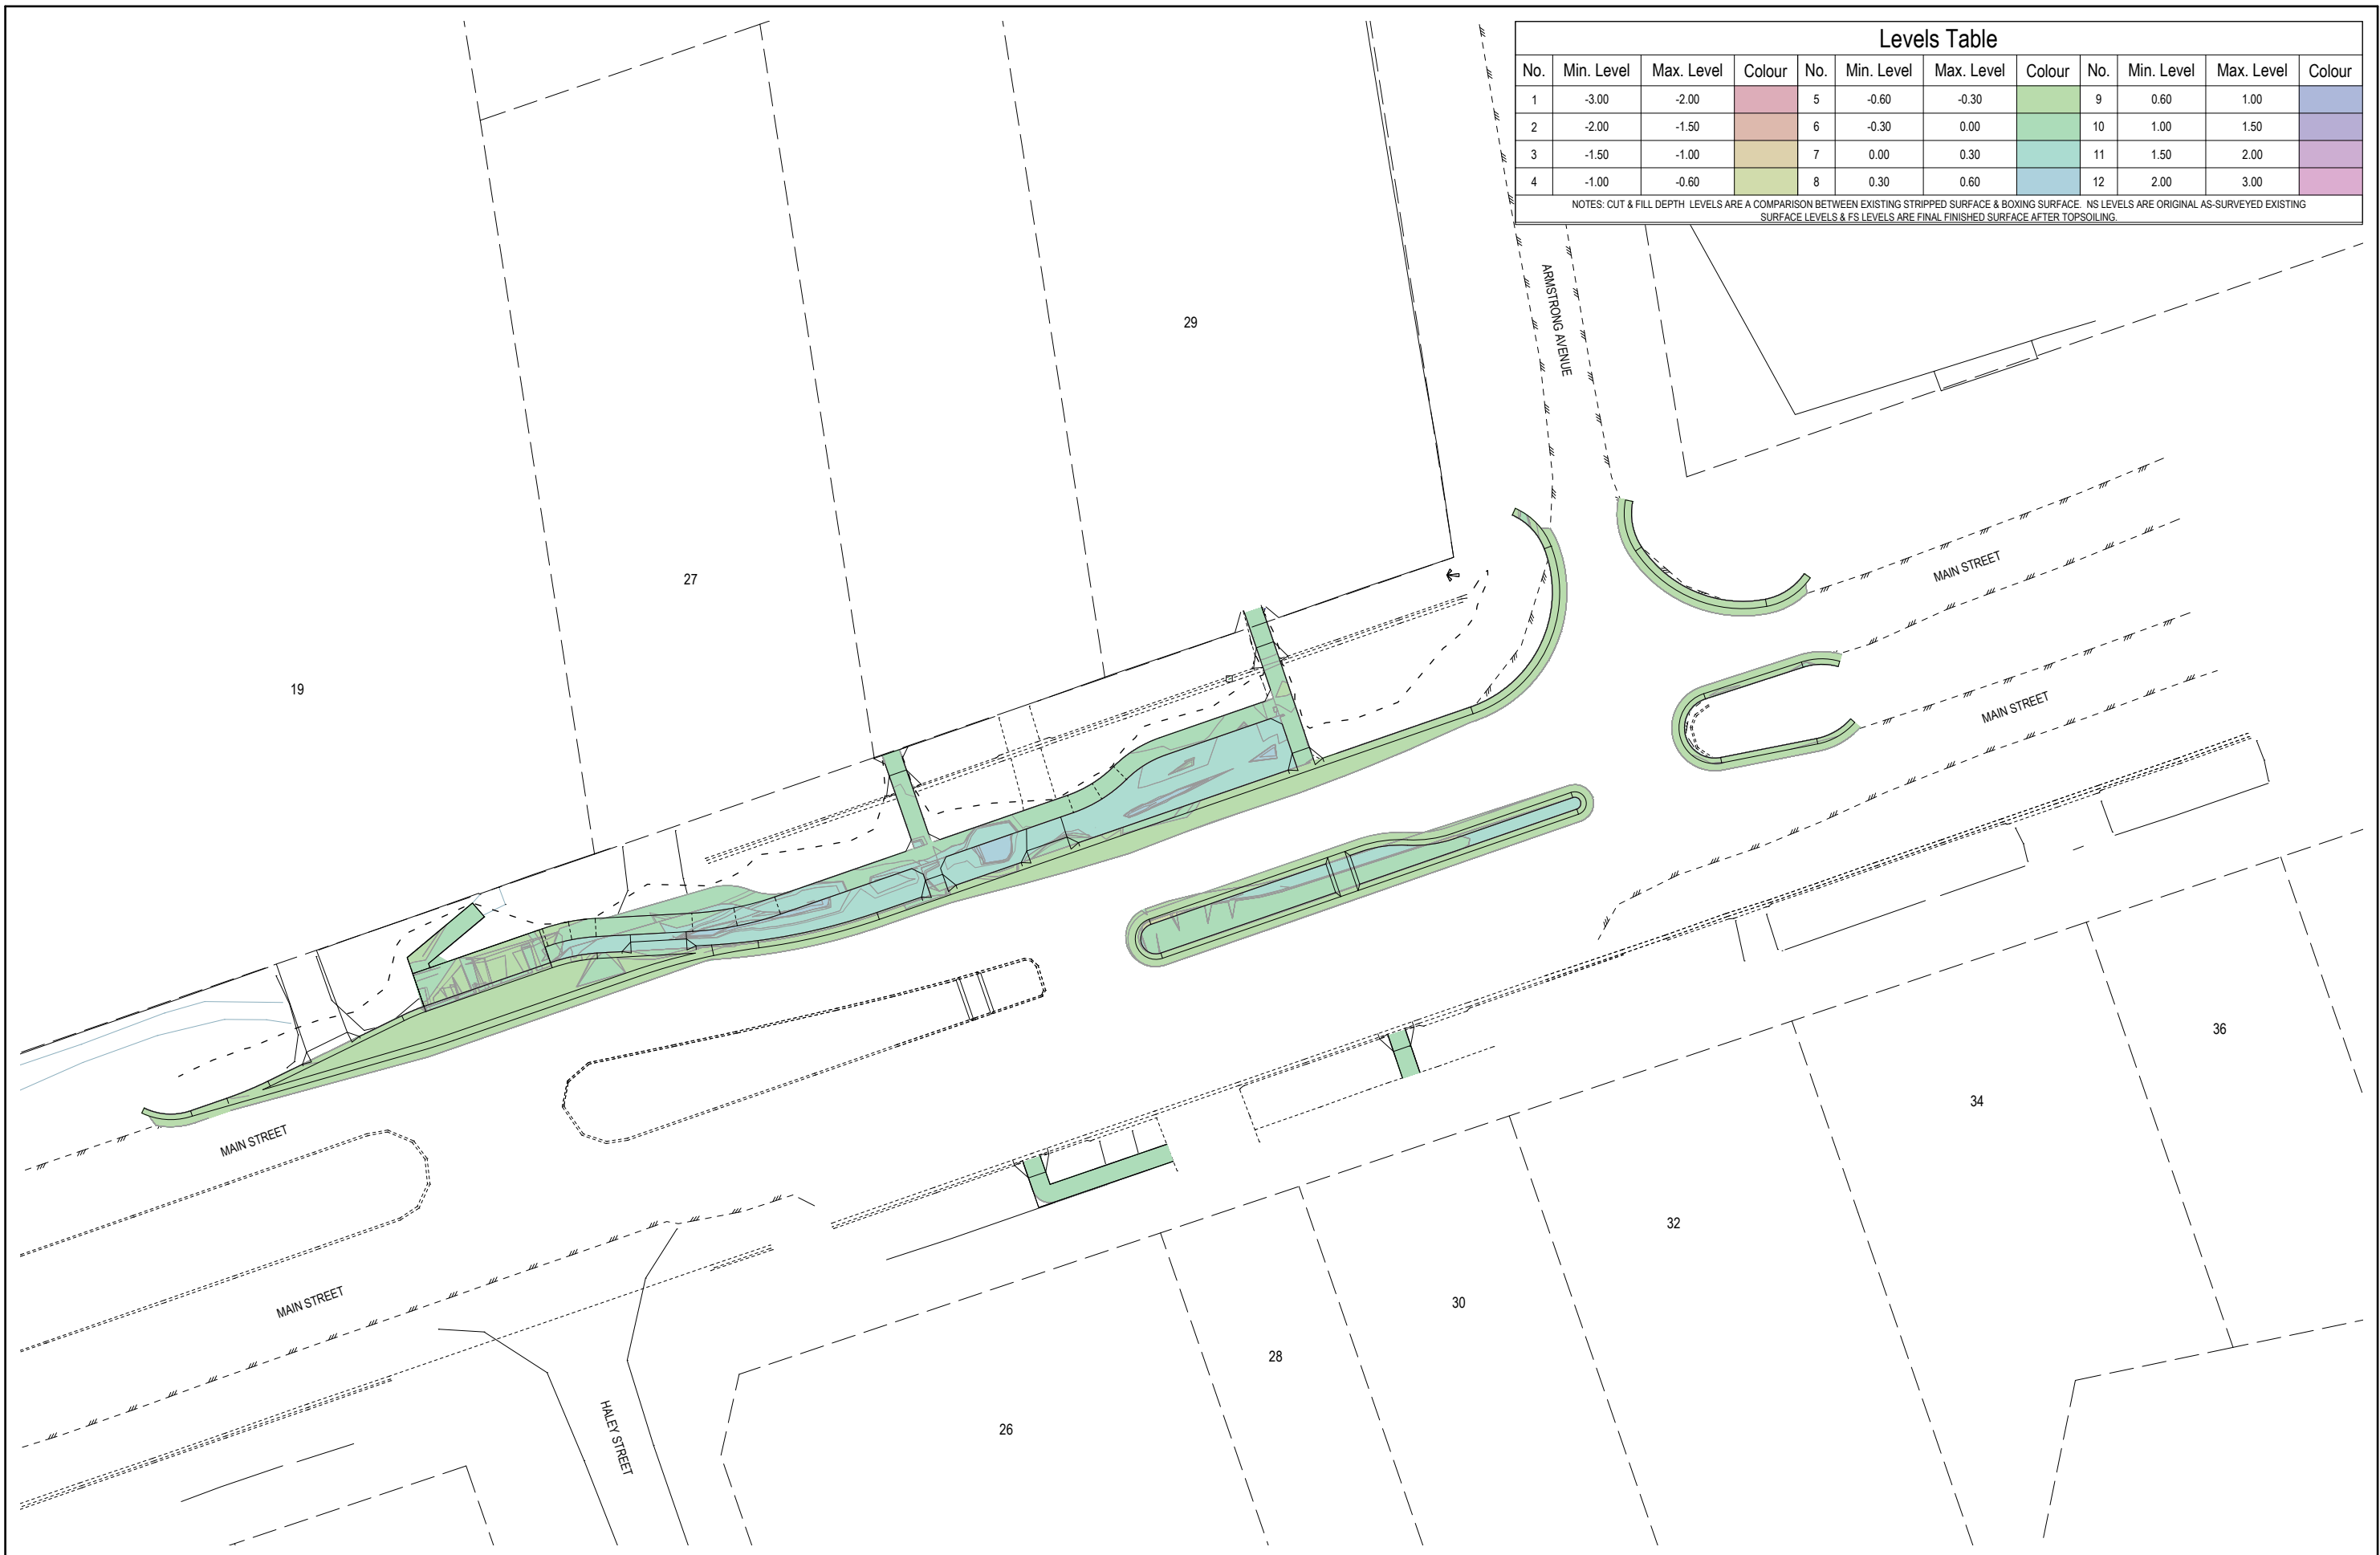 Levels Table
No. Min. Level Max. Level Colour No. Min. Level Max. Level Colour No. Min. Level Max. Level Colour
1 -3.00 -2.00 5 -0.60 -0.30 9 0.60 1.00
2 -2.00 -1.50 6 -0.30 0.00 10 1.00 1.50
3 -1.50 -1.00 7 0.00 0.30 11 1.50 2.00
4 -1.00 -0.60 8 0.30 0.60 12 2.00 3.00
NOTES: CUT & FILL DEPTH LEVELS ARE A COMPARISON BETWEEN EXISTING STRIPPED SURFACE & BOXING SURFACE. NS LEVELS ARE ORIGINAL AS-SURVEYED EXISTING
SURFACE LEVELS & FS LEVELS ARE FINAL FINISHED SURFACE AFTER TOPSOILING.
ARMSTRONG AVENUE
29
MAIN STREET
27
19
MAIN STREET
36
34
MAIN STREET
32
MAIN STREET
30
28
26
HALEY STREET